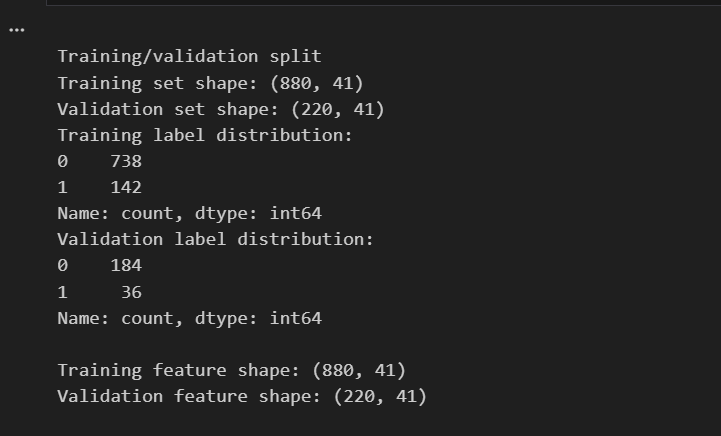 ...
Training/validation split
Training set shape: (880, 41)
Validation set shape: (220, 41)
Training label distribution:
0    738
1    142
Name: count, dtype: int64
Validation label distribution:
0    184
1     36
Name: count, dtype: int64

Training feature shape: (880, 41)
Validation feature shape: (220, 41)